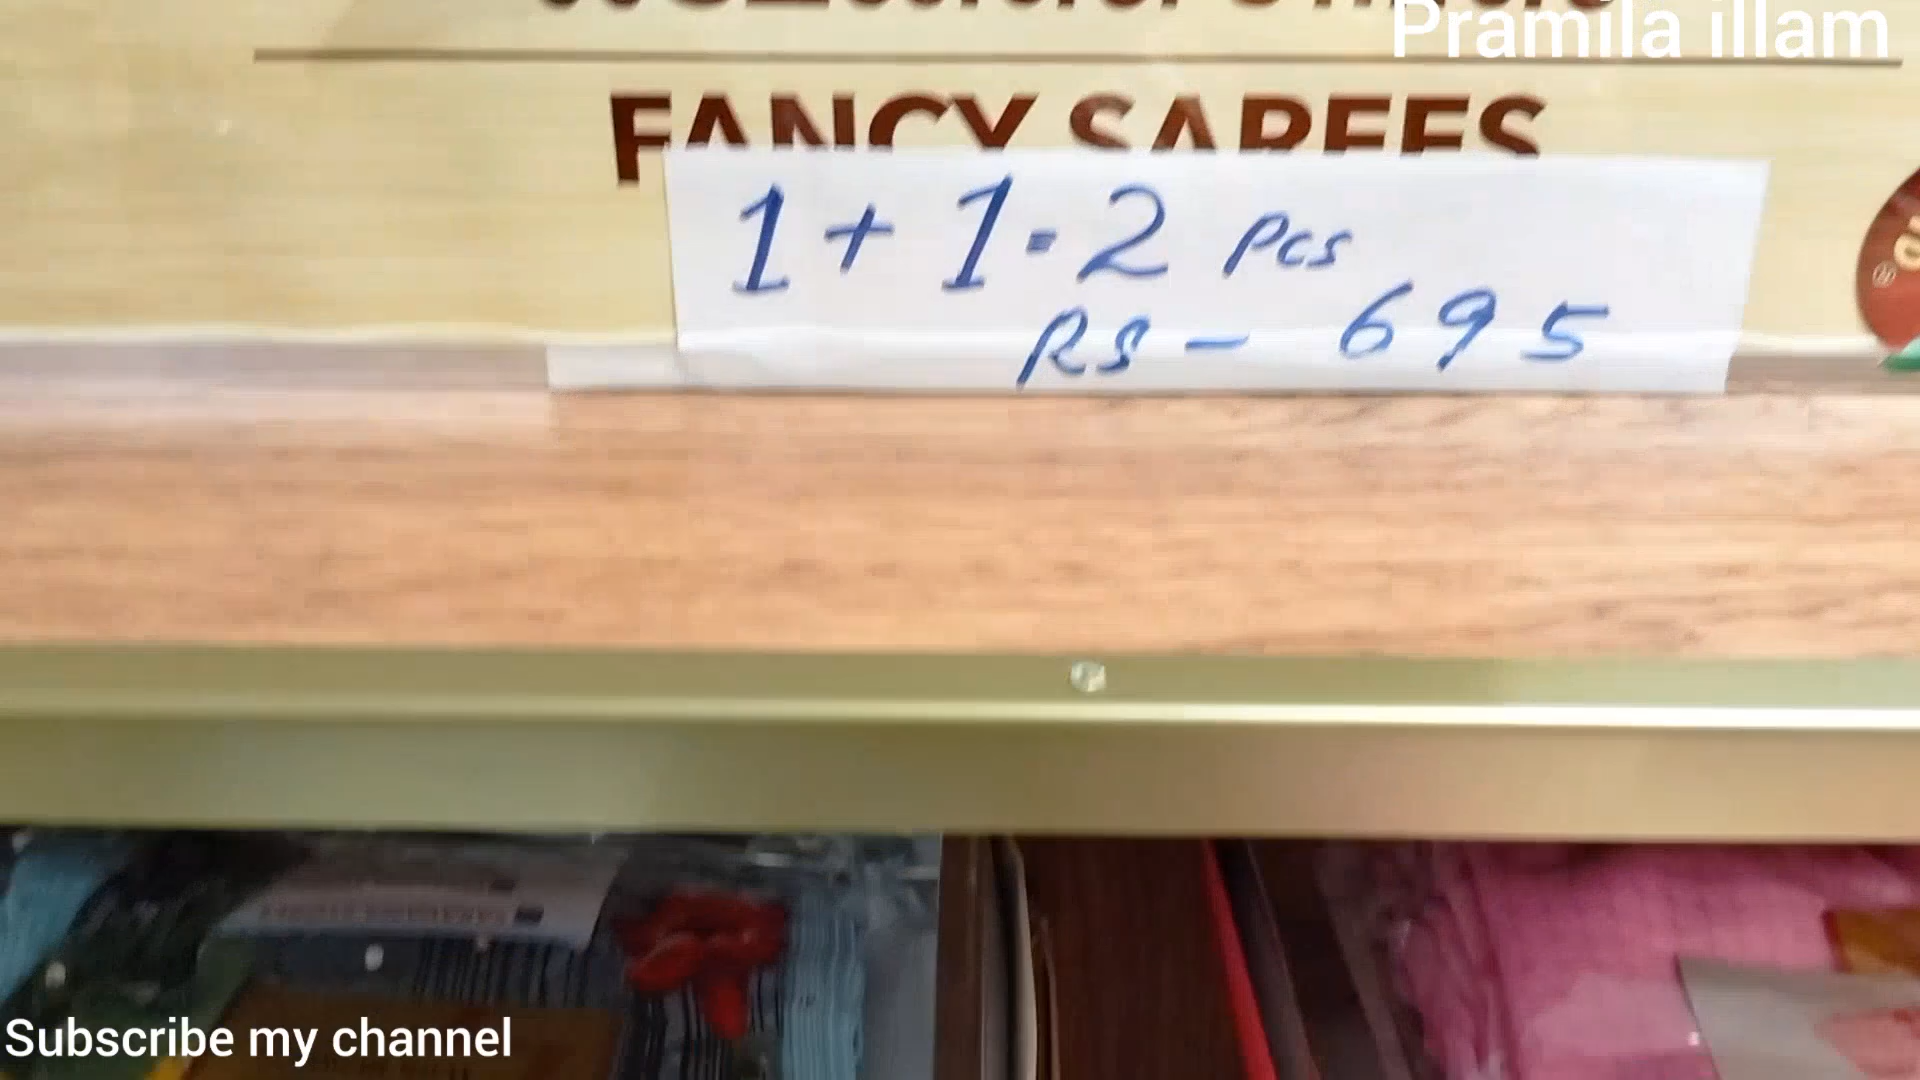 Pramila illam
FANCY SAREES
1+1=2 Pcs
RS - 695
Subscribe my channel